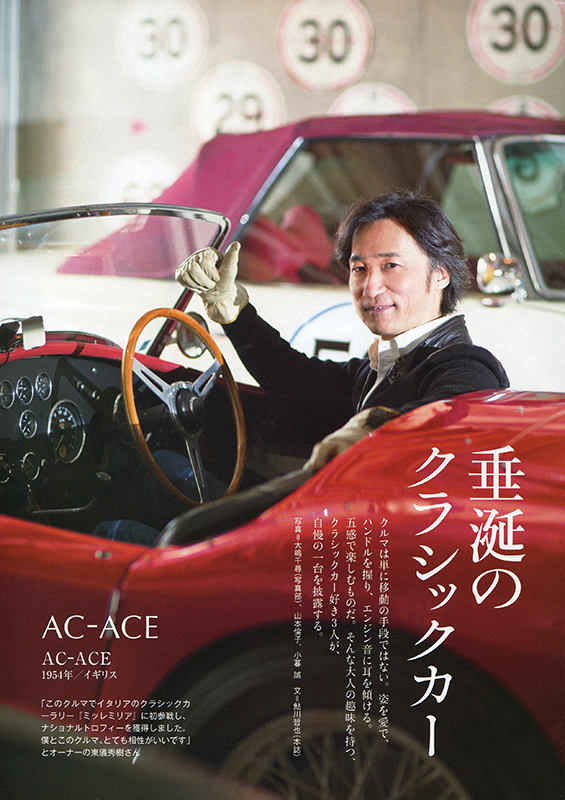 30
30
30
29
垂涎の
クラシックカー
クルマは単に移動の手段ではない。姿を愛で、
ハンドルを握り、エンジン音に耳を傾ける。
五感で楽しむものだ。そんな大人の趣味を持つ、
クラシックカー好き3人が、
自慢の一台を披露する。
写真=大嶋千尋(写真部)、山本倫子、小暮 誠 文=鮎川哲也(本誌)
AC-ACE
AC-ACE
1954年/イギリス
「このクルマでイタリアのクラシックカ
ーラリー『ミッレミリア』に初参戦し、
ナショナルトロフィーを獲得しました。
僕とこのクルマ、とても相性がいいです」
とオーナーの東儀秀樹さん